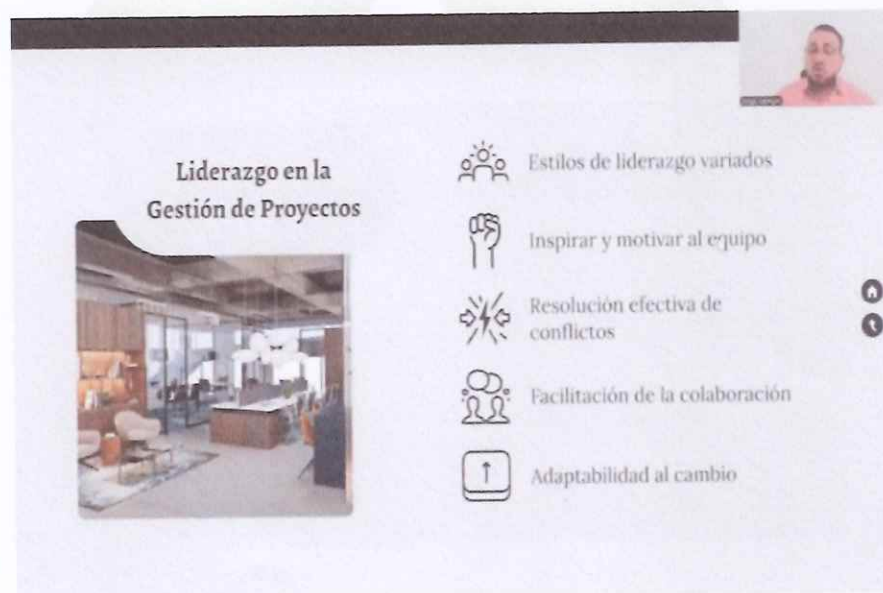 Liderazgo en la
Gestión de Proyectos
Estilos de liderazgo variados
Inspirar y motivar al equipo
Resolución efectiva de
conflictos
Facilitación de la colaboración
Adaptabilidad al cambio